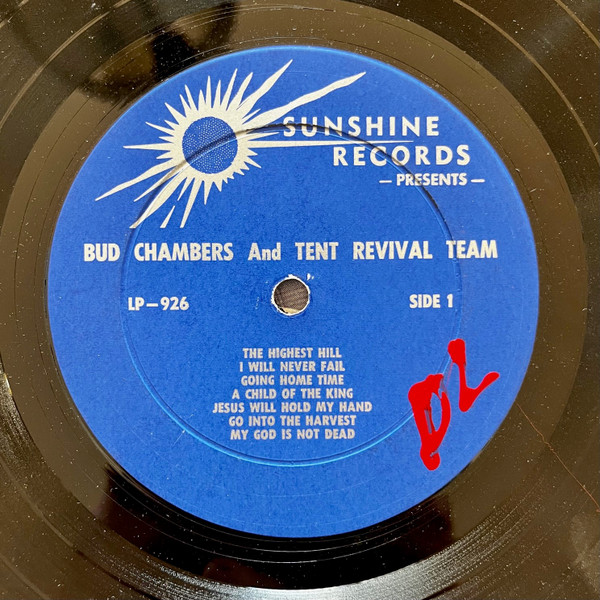 SUNSHINE
RECORDS
— PRESENTS —
BUD CHAMBERS And TENT REVIVAL TEAM
LP—926
SIDE 1
THE HIGHEST HILL
I WILL NEVER FAIL
GOING HOME TIME
A CHILD OF THE KING
JESUS WILL HOLD MY HAND
GO INTO THE HARVEST
MY GOD IS NOT DEAD
DL